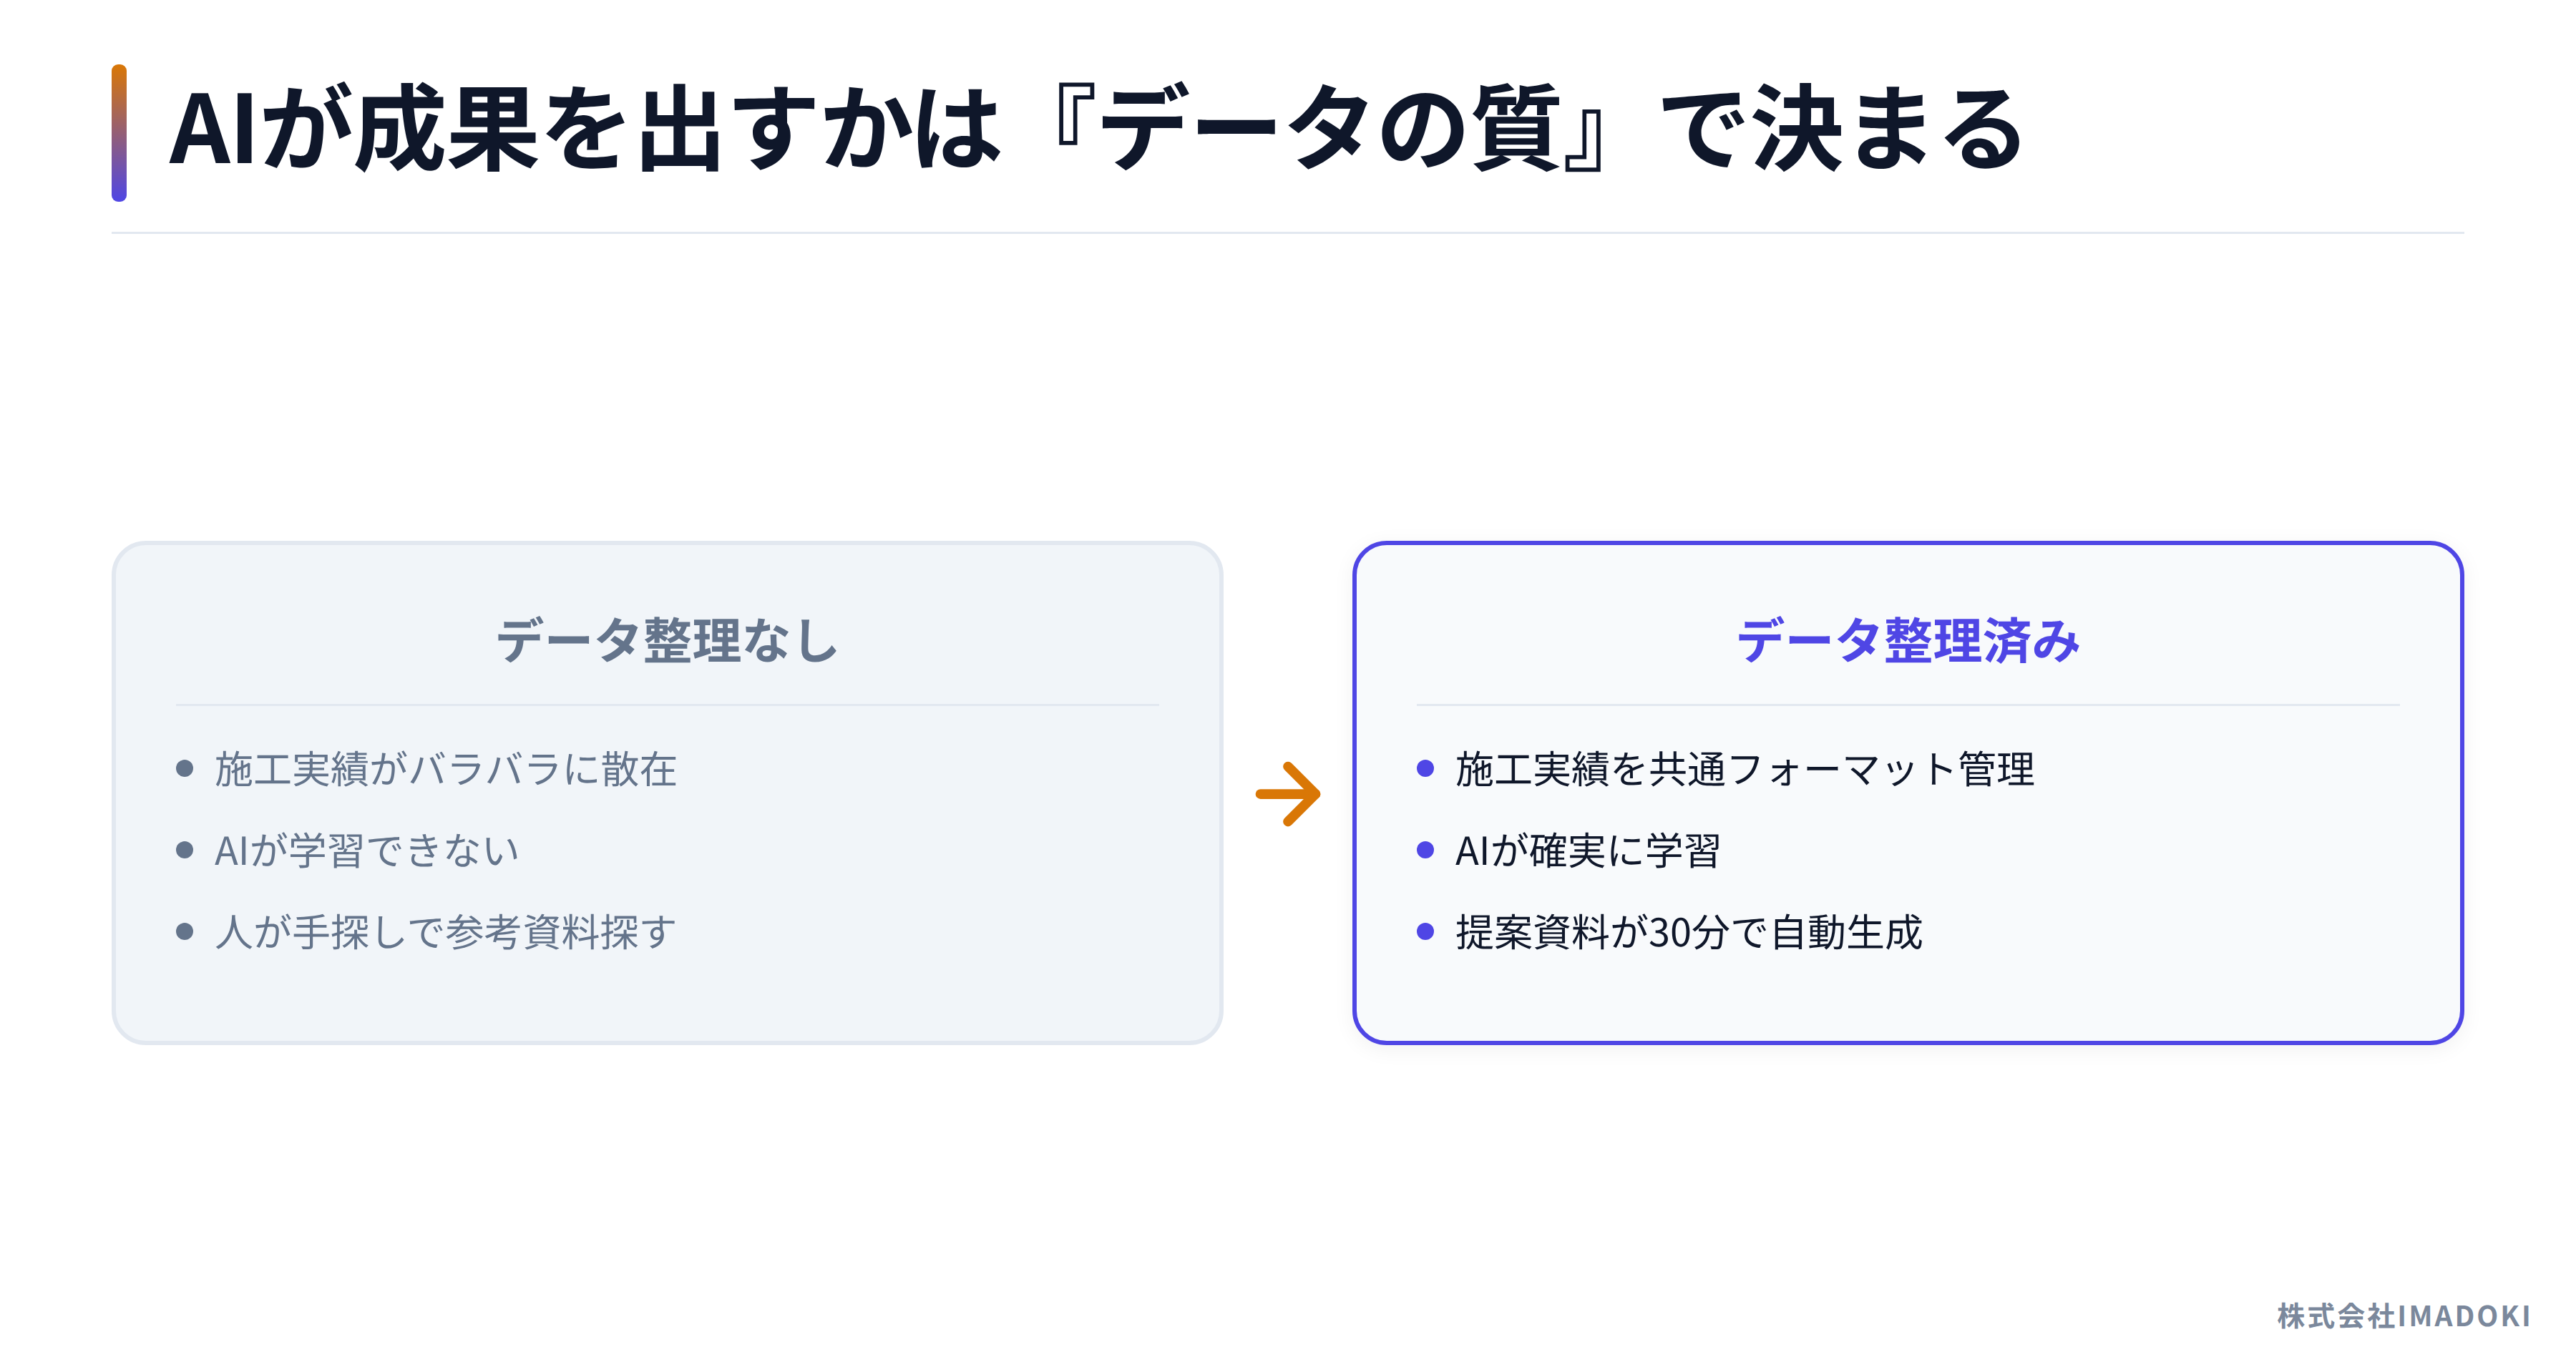 AIが成果を出すかは『データの質』で決まる
データ整理なし
施工実績がバラバラに散在
AIが学習できない
人が手探しで参考資料探す
データ整理済み
施工実績を共通フォーマット管理
AIが確実に学習
提案資料が30分で自動生成
株式会社IMADOKI